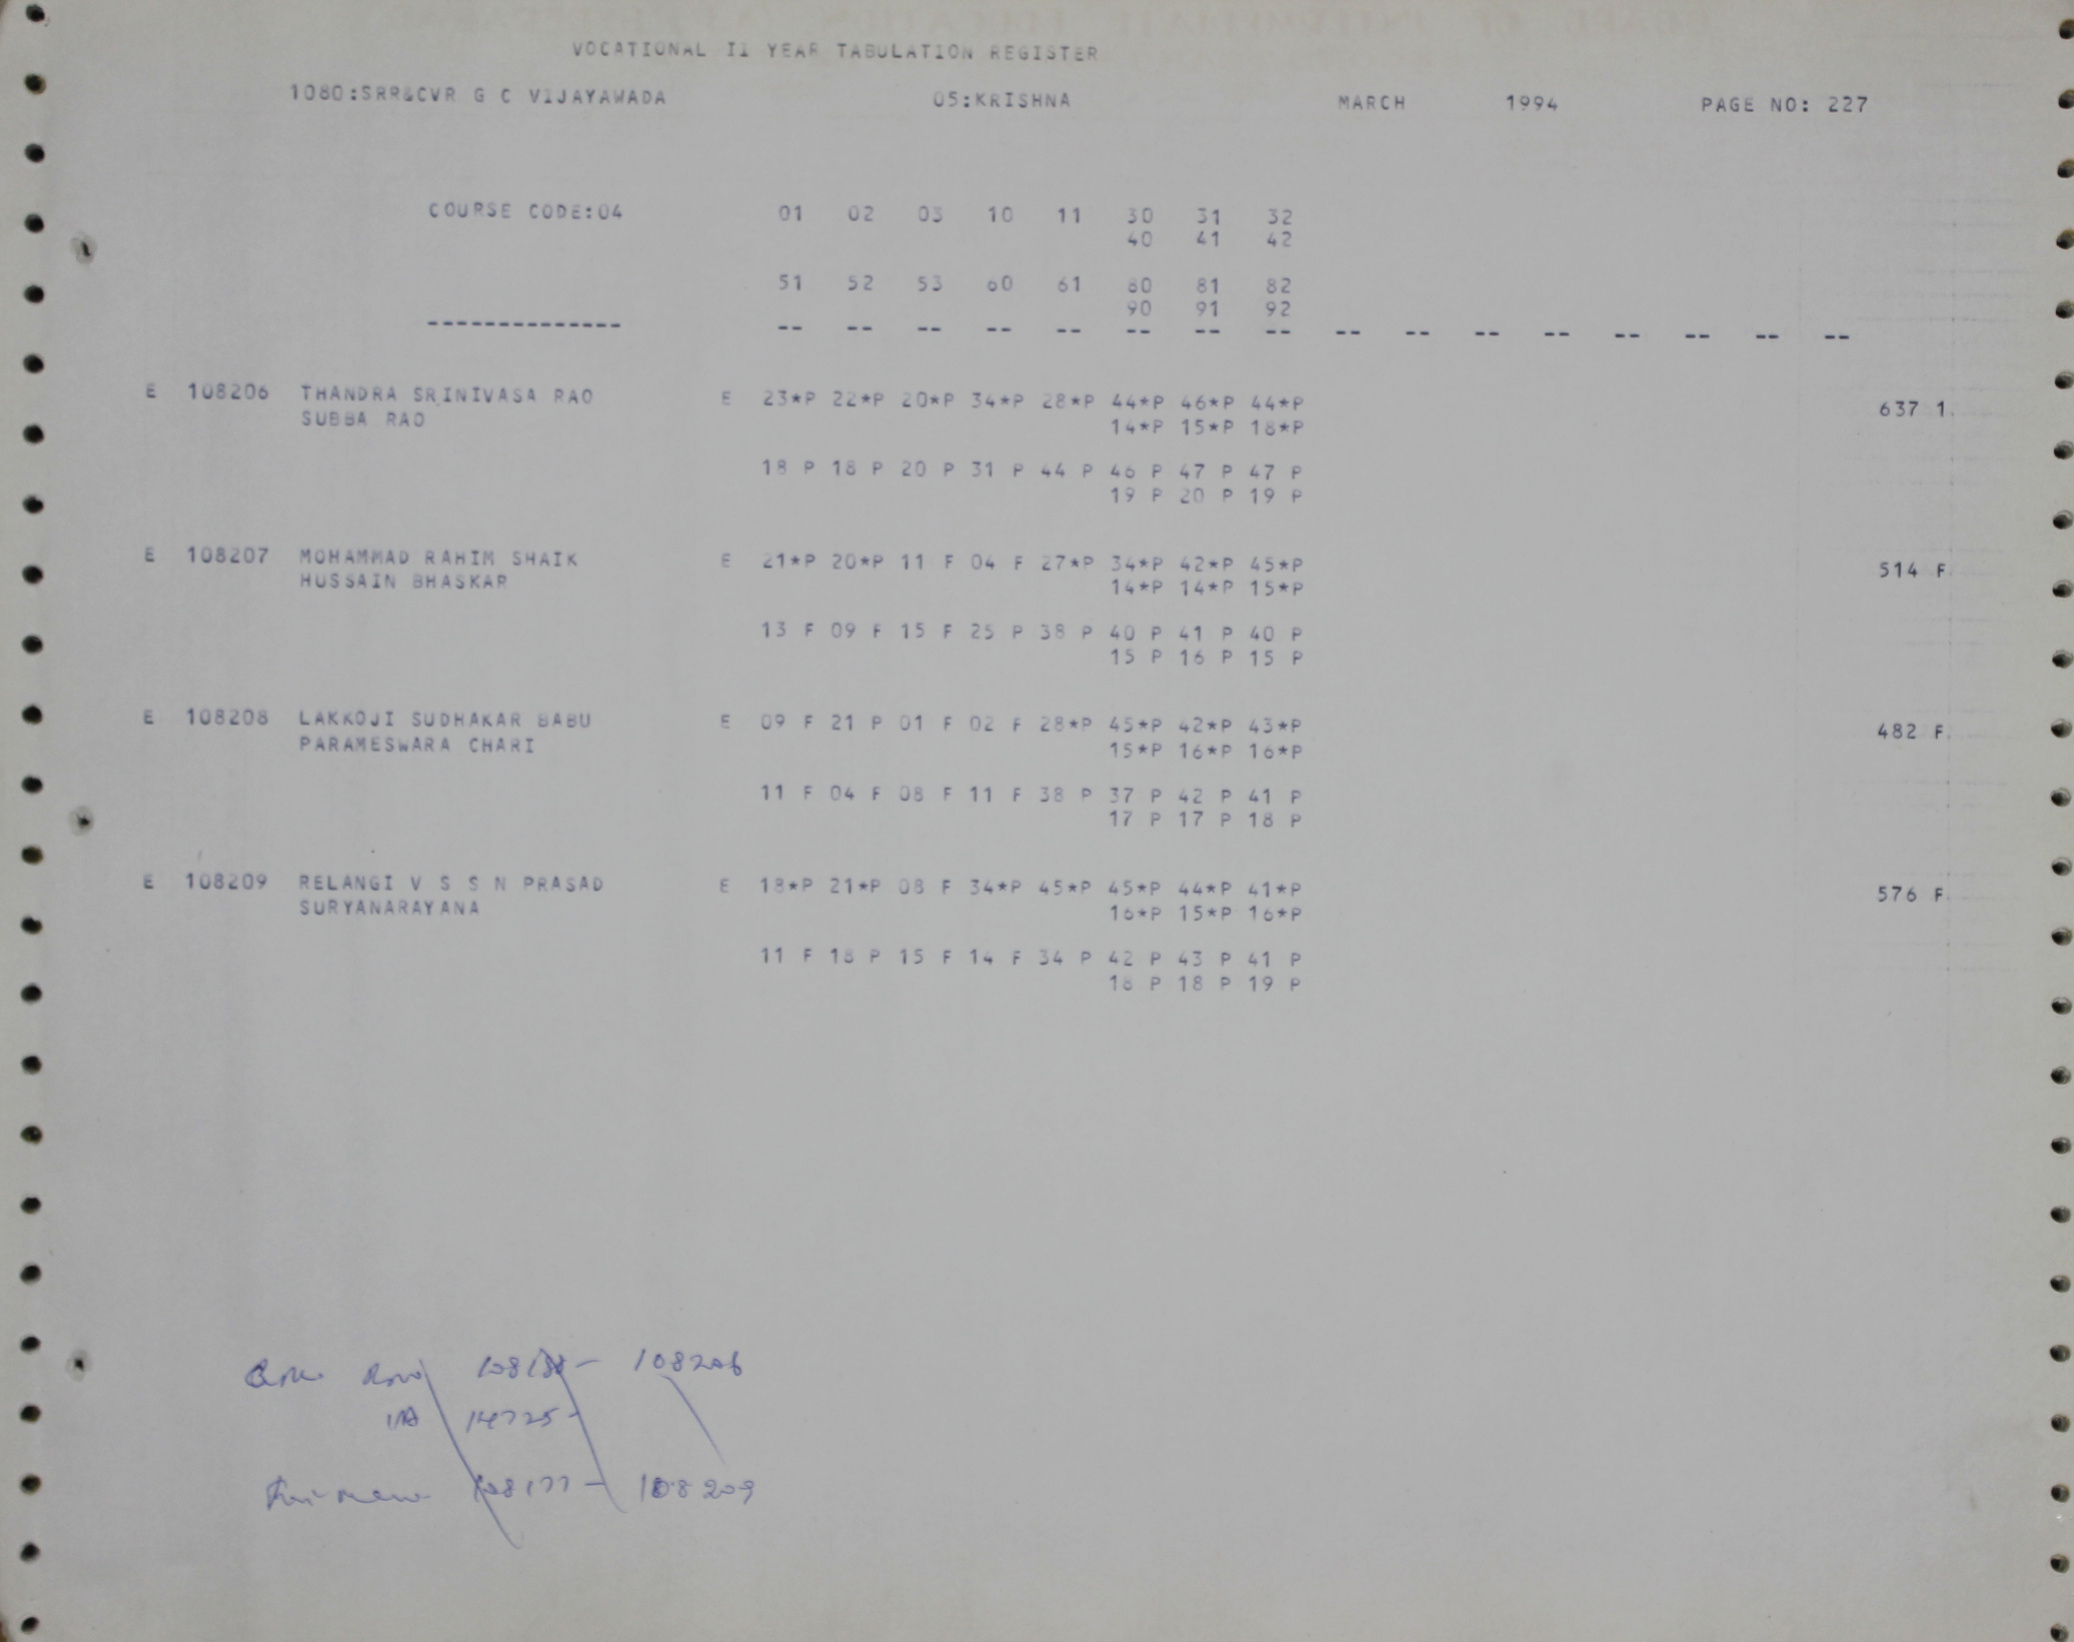 VOCATIONAL II YEAR TABULATION REGISTER
1080:SRR&CVR G C VIJAYAWADA 05:KRISHNA MARCH 1994 PAGE NO: 227
COURSE CODE:04 01 02 03 10 11 30 31 32
40 41 42
51 52 53 60 61 80 81 82
90 91 92
-------------- -- -- -- -- -- -- -- -- -- -- -- -- -- -- -- --
E 108206 THANDRA SRINIVASA RAO E 23*P 22*P 20*P 34*P 28*P 44*P 46*P 44*P 637 1.
SUBBA RAO 14*P 15*P 18*P
18 P 18 P 20 P 31 P 44 P 46 P 47 P 47 P
19 P 20 P 19 P
E 108207 MOHAMMAD RAHIM SHAIK E 21*P 20*P 11 F 04 F 27*P 34*P 42*P 45*P 514 F.
HUSSAIN BHASKAR 14*P 14*P 15*P
13 F 09 F 15 F 25 P 38 P 40 P 41 P 40 P
15 P 16 P 15 P
E 108208 LAKKOJI SUDHAKAR BABU E 09 F 21 P 01 F 02 F 28*P 45*P 42*P 43*P 482 F.
PARAMESWARA CHARI 15*P 16*P 16*P
11 F 04 F 08 F 11 F 38 P 37 P 42 P 41 P
17 P 17 P 18 P
E 108209 RELANGI V S S N PRASAD E 18*P 21*P 08 F 34*P 45*P 45*P 44*P 41*P 576 F.
SURYANARAYANA 16*P 15*P 16*P
11 F 18 P 15 F 14 F 34 P 42 P 43 P 41 P
18 P 18 P 19 P
108206
14725-
108177 - 108209